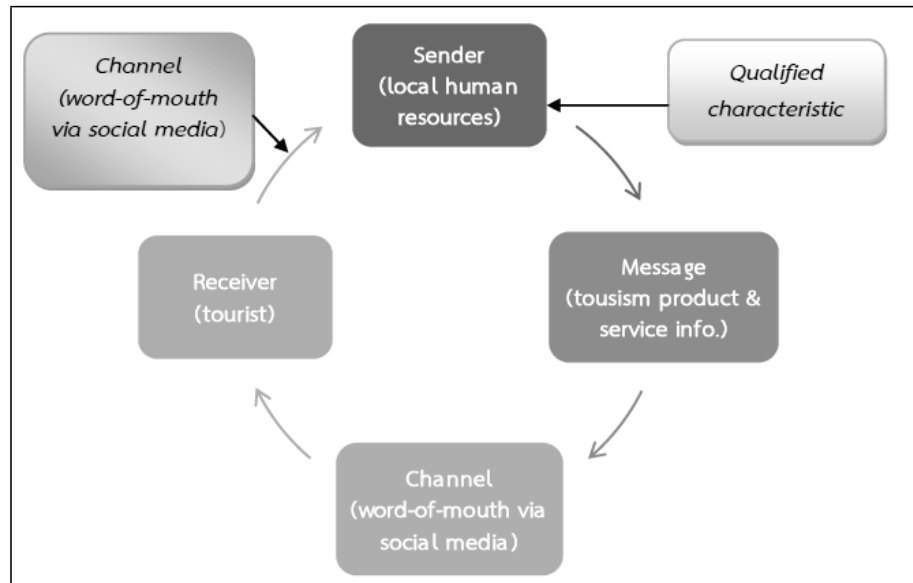 Channel
(word-of-mouth
via social media)
Sender
(local human
resources)
Qualified
characteristic
Receiver
(tourist)
Message
(tousism product &
service info.)
Channel
(word-of-mouth via
social media)